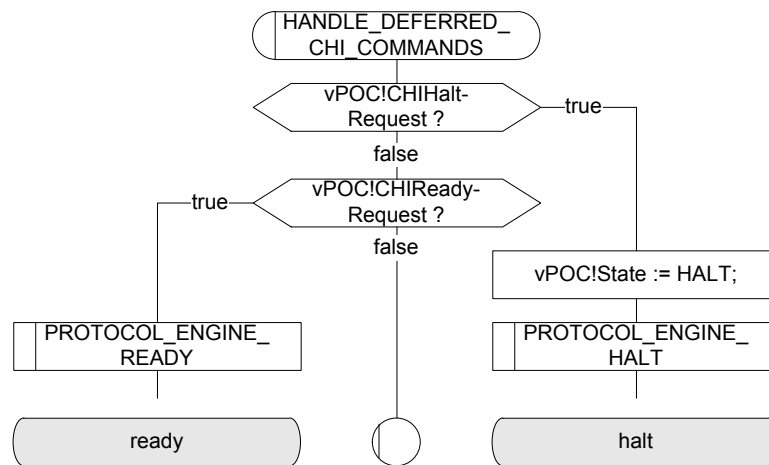 HANDLE_DEFERRED_
CHI_COMMANDS
vPOC!CHIHalt-
Request ?
true
false
vPOC!CHIReady-
Request ?
true
false
vPOC!State := HALT;
PROTOCOL_ENGINE_
READY
PROTOCOL_ENGINE_
HALT
ready
halt